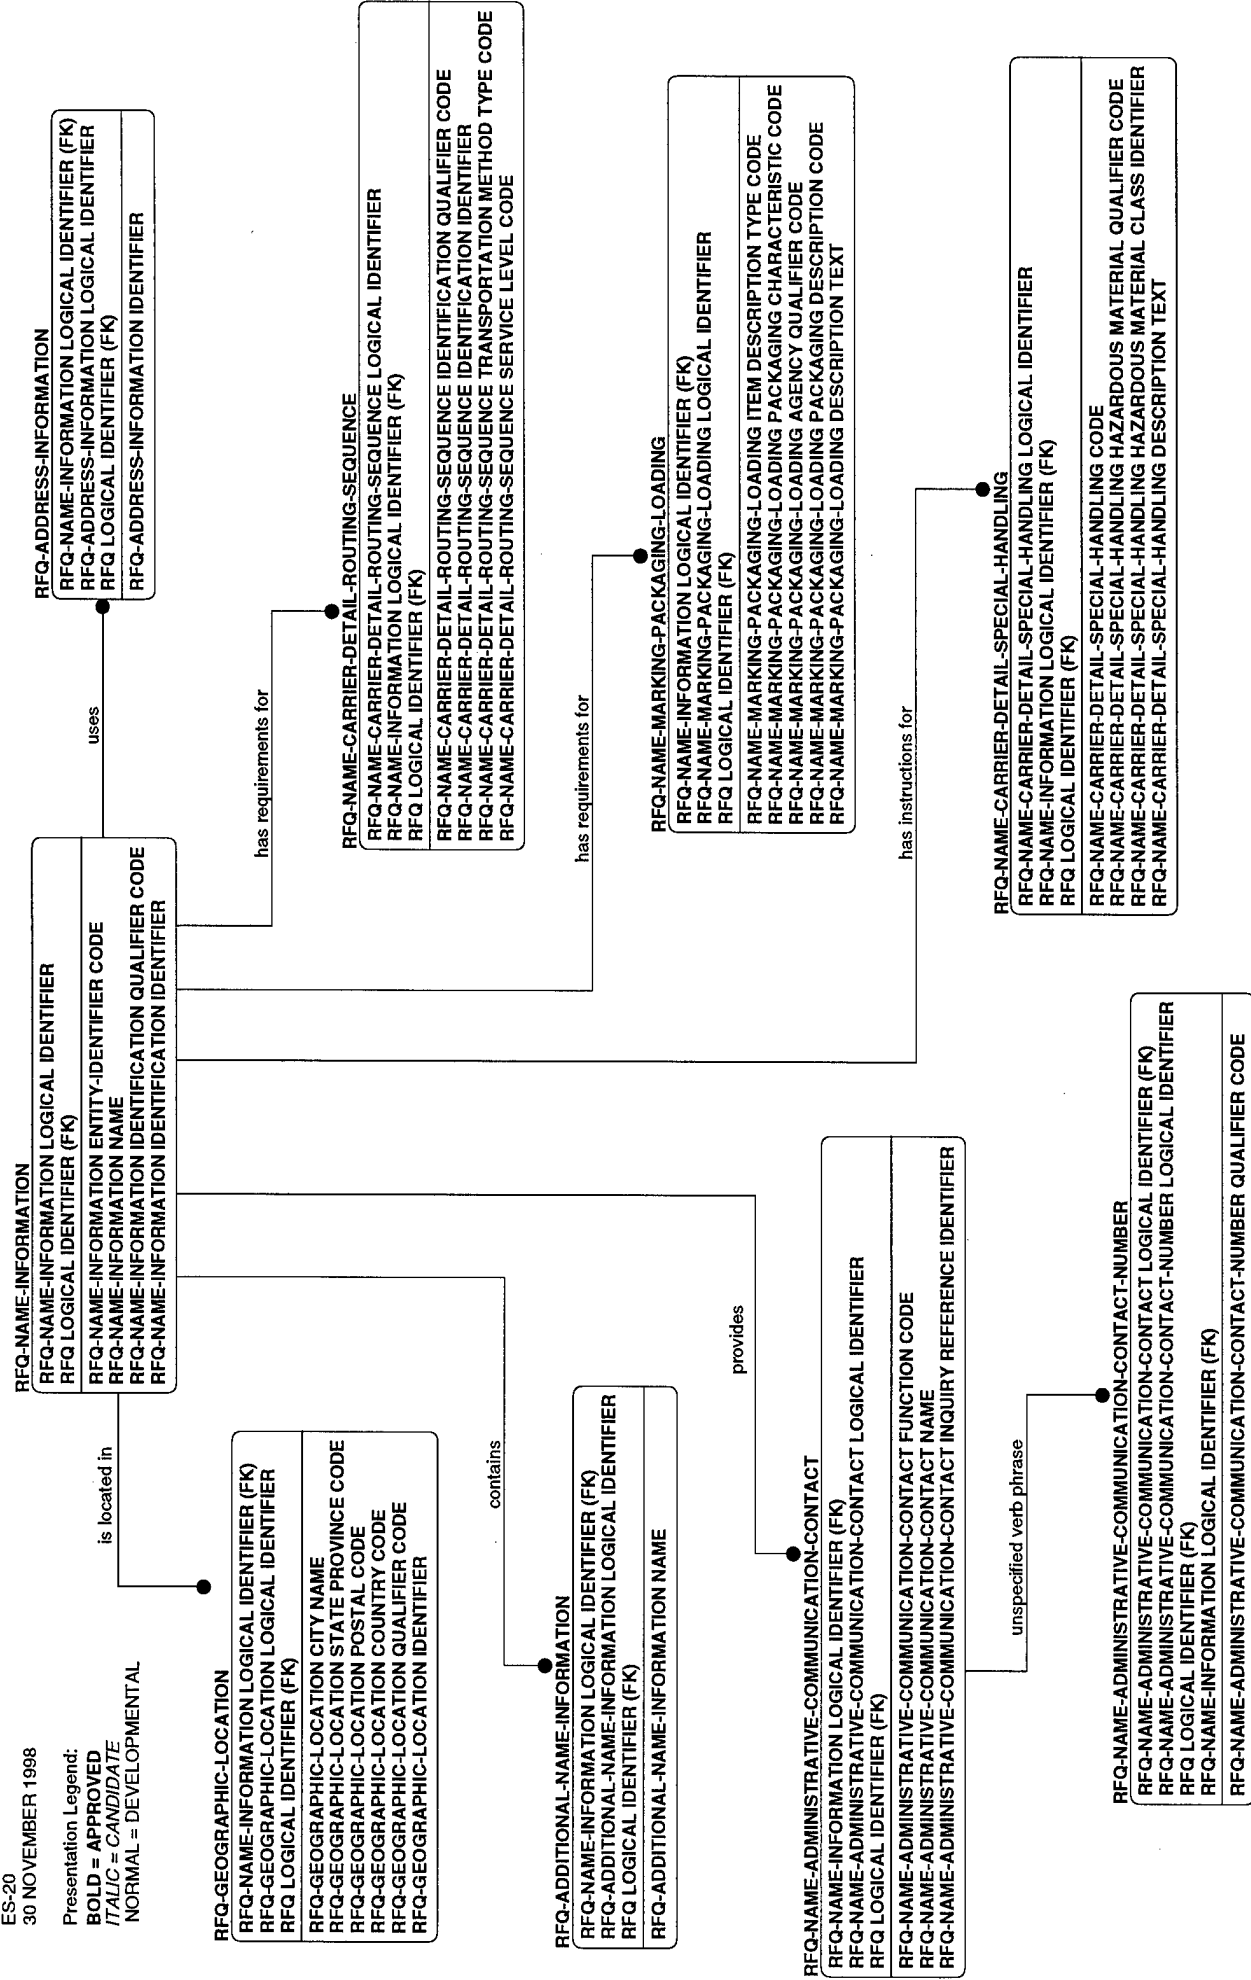 ES-20
30 NOVEMBER 1998
Presentation Legend:
BOLD = APPROVED
ITALIC = CANDIDATE
NORMAL = DEVELOPMENTAL
RFQ-NAME-INFORMATION
RFQ-NAME-INFORMATION LOGICAL IDENTIFIER
RFQ LOGICAL IDENTIFIER (FK)
RFQ-NAME-INFORMATION ENTITY-IDENTIFIER CODE
RFQ-NAME-INFORMATION NAME
RFQ-NAME-INFORMATION IDENTIFICATION QUALIFIER CODE
RFQ-NAME-INFORMATION IDENTIFICATION IDENTIFIER
uses
RFQ-ADDRESS-INFORMATION
RFQ-NAME-INFORMATION LOGICAL IDENTIFIER (FK)
RFQ-ADDRESS-INFORMATION LOGICAL IDENTIFIER
RFQ LOGICAL IDENTIFIER (FK)
RFQ-ADDRESS-INFORMATION IDENTIFIER
is located in
RFQ-GEOGRAPHIC-LOCATION
RFQ-NAME-INFORMATION LOGICAL IDENTIFIER (FK)
RFQ-GEOGRAPHIC-LOCATION LOGICAL IDENTIFIER
RFQ LOGICAL IDENTIFIER (FK)
RFQ-GEOGRAPHIC-LOCATION CITY NAME
RFQ-GEOGRAPHIC-LOCATION STATE PROVINCE CODE
RFQ-GEOGRAPHIC-LOCATION POSTAL CODE
RFQ-GEOGRAPHIC-LOCATION COUNTRY CODE
RFQ-GEOGRAPHIC-LOCATION QUALIFIER CODE
RFQ-GEOGRAPHIC-LOCATION IDENTIFIER
has requirements for
RFQ-NAME-CARRIER-DETAIL-ROUTING-SEQUENCE
RFQ-NAME-CARRIER-DETAIL-ROUTING-SEQUENCE LOGICAL IDENTIFIER
RFQ-NAME-INFORMATION LOGICAL IDENTIFIER (FK)
RFQ LOGICAL IDENTIFIER (FK)
RFQ-NAME-CARRIER-DETAIL-ROUTING-SEQUENCE IDENTIFICATION QUALIFIER CODE
RFQ-NAME-CARRIER-DETAIL-ROUTING-SEQUENCE IDENTIFICATION IDENTIFIER
RFQ-NAME-CARRIER-DETAIL-ROUTING-SEQUENCE TRANSPORTATION METHOD TYPE CODE
RFQ-NAME-CARRIER-DETAIL-ROUTING-SEQUENCE SERVICE LEVEL CODE
contains
RFQ-ADDITIONAL-NAME-INFORMATION
RFQ-NAME-INFORMATION LOGICAL IDENTIFIER (FK)
RFQ-ADDITIONAL-NAME-INFORMATION LOGICAL IDENTIFIER
RFQ LOGICAL IDENTIFIER (FK)
RFQ-ADDITIONAL-NAME-INFORMATION NAME
has requirements for
RFQ-NAME-MARKING-PACKAGING-LOADING
RFQ-NAME-INFORMATION LOGICAL IDENTIFIER (FK)
RFQ-NAME-MARKING-PACKAGING-LOADING LOGICAL IDENTIFIER
RFQ LOGICAL IDENTIFIER (FK)
RFQ-NAME-MARKING-PACKAGING-LOADING ITEM DESCRIPTION TYPE CODE
RFQ-NAME-MARKING-PACKAGING-LOADING PACKAGING CHARACTERISTIC CODE
RFQ-NAME-MARKING-PACKAGING-LOADING AGENCY QUALIFIER CODE
RFQ-NAME-MARKING-PACKAGING-LOADING PACKAGING DESCRIPTION CODE
RFQ-NAME-MARKING-PACKAGING-LOADING DESCRIPTION TEXT
provides
RFQ-NAME-ADMINISTRATIVE-COMMUNICATION-CONTACT
RFQ-NAME-INFORMATION LOGICAL IDENTIFIER (FK)
RFQ-NAME-ADMINISTRATIVE-COMMUNICATION-CONTACT LOGICAL IDENTIFIER
RFQ LOGICAL IDENTIFIER (FK)
RFQ-NAME-ADMINISTRATIVE-COMMUNICATION-CONTACT FUNCTION CODE
RFQ-NAME-ADMINISTRATIVE-COMMUNICATION-CONTACT NAME
RFQ-NAME-ADMINISTRATIVE-COMMUNICATION-CONTACT INQUIRY REFERENCE IDENTIFIER
has instructions for
RFQ-NAME-CARRIER-DETAIL-SPECIAL-HANDLING
RFQ-NAME-CARRIER-DETAIL-SPECIAL-HANDLING LOGICAL IDENTIFIER
RFQ-NAME-INFORMATION LOGICAL IDENTIFIER (FK)
RFQ LOGICAL IDENTIFIER (FK)
RFQ-NAME-CARRIER-DETAIL-SPECIAL-HANDLING CODE
RFQ-NAME-CARRIER-DETAIL-SPECIAL-HANDLING HAZARDOUS MATERIAL QUALIFIER CODE
RFQ-NAME-CARRIER-DETAIL-SPECIAL-HANDLING HAZARDOUS MATERIAL CLASS IDENTIFIER
RFQ-NAME-CARRIER-DETAIL-SPECIAL-HANDLING DESCRIPTION TEXT
unspecified verb phrase
RFQ-NAME-ADMINISTRATIVE-COMMUNICATION-CONTACT-NUMBER
RFQ-NAME-ADMINISTRATIVE-COMMUNICATION-CONTACT LOGICAL IDENTIFIER (FK)
RFQ-NAME-ADMINISTRATIVE-COMMUNICATION-CONTACT-NUMBER LOGICAL IDENTIFIER
RFQ LOGICAL IDENTIFIER (FK)
RFQ-NAME-INFORMATION LOGICAL IDENTIFIER (FK)
RFQ-NAME-ADMINISTRATIVE-COMMUNICATION-CONTACT-NUMBER QUALIFIER CODE